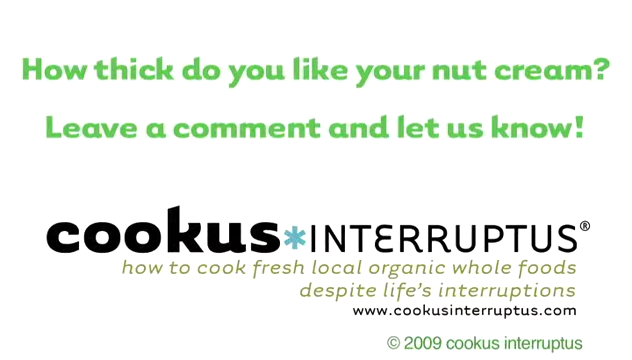 How thick do you like your nut cream?
Leave a comment and let us know!
cookus*INTERRUPTUS®
how to cook fresh local organic whole foods
despite life's interruptions
www.cookusinterruptus.com
© 2009 cookus interruptus